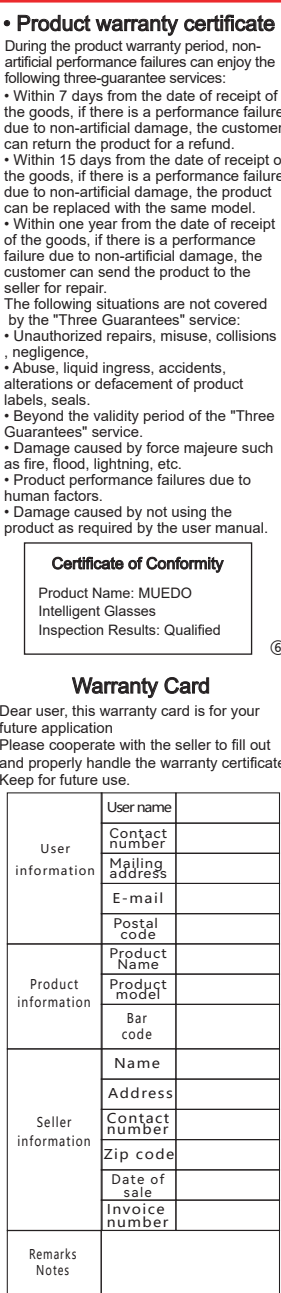 • Product warranty certificate
During the product warranty period, non-
artificial performance failures can enjoy the
following three-guarantee services:
• Within 7 days from the date of receipt of
the goods, if there is a performance failure
due to non-artificial damage, the customer
can return the product for a refund.
• Within 15 days from the date of receipt o
the goods, if there is a performance failure
due to non-artificial damage, the product
can be replaced with the same model.
• Within one year from the date of receipt
of the goods, if there is a performance
failure due to non-artificial damage, the
customer can send the product to the
seller for repair.
The following situations are not covered
by the "Three Guarantees" service:
• Unauthorized repairs, misuse, collisions
, negligence,
• Abuse, liquid ingress, accidents,
alterations or defacement of product
labels, seals.
• Beyond the validity period of the "Three
Guarantees" service.
• Damage caused by force majeure such
as fire, flood, lightning, etc.
• Product performance failures due to
human factors.
• Damage caused by not using the
product as required by the user manual.
Certificate of Conformity
Product Name: MUEDO
Intelligent Glasses
Inspection Results: Qualified
⑥
Warranty Card
Dear user, this warranty card is for your
future application
Please cooperate with the seller to fill out
and properly handle the warranty certificate
Keep for future use.
User
information
User name
Contact
number
Mailing
address
E-mail
Postal
code
Product
information
Product
Name
Product
model
Bar
code
Seller
information
Name
Address
Contact
number
Zip code
Date of
sale
Invoice
number
Remarks
Notes